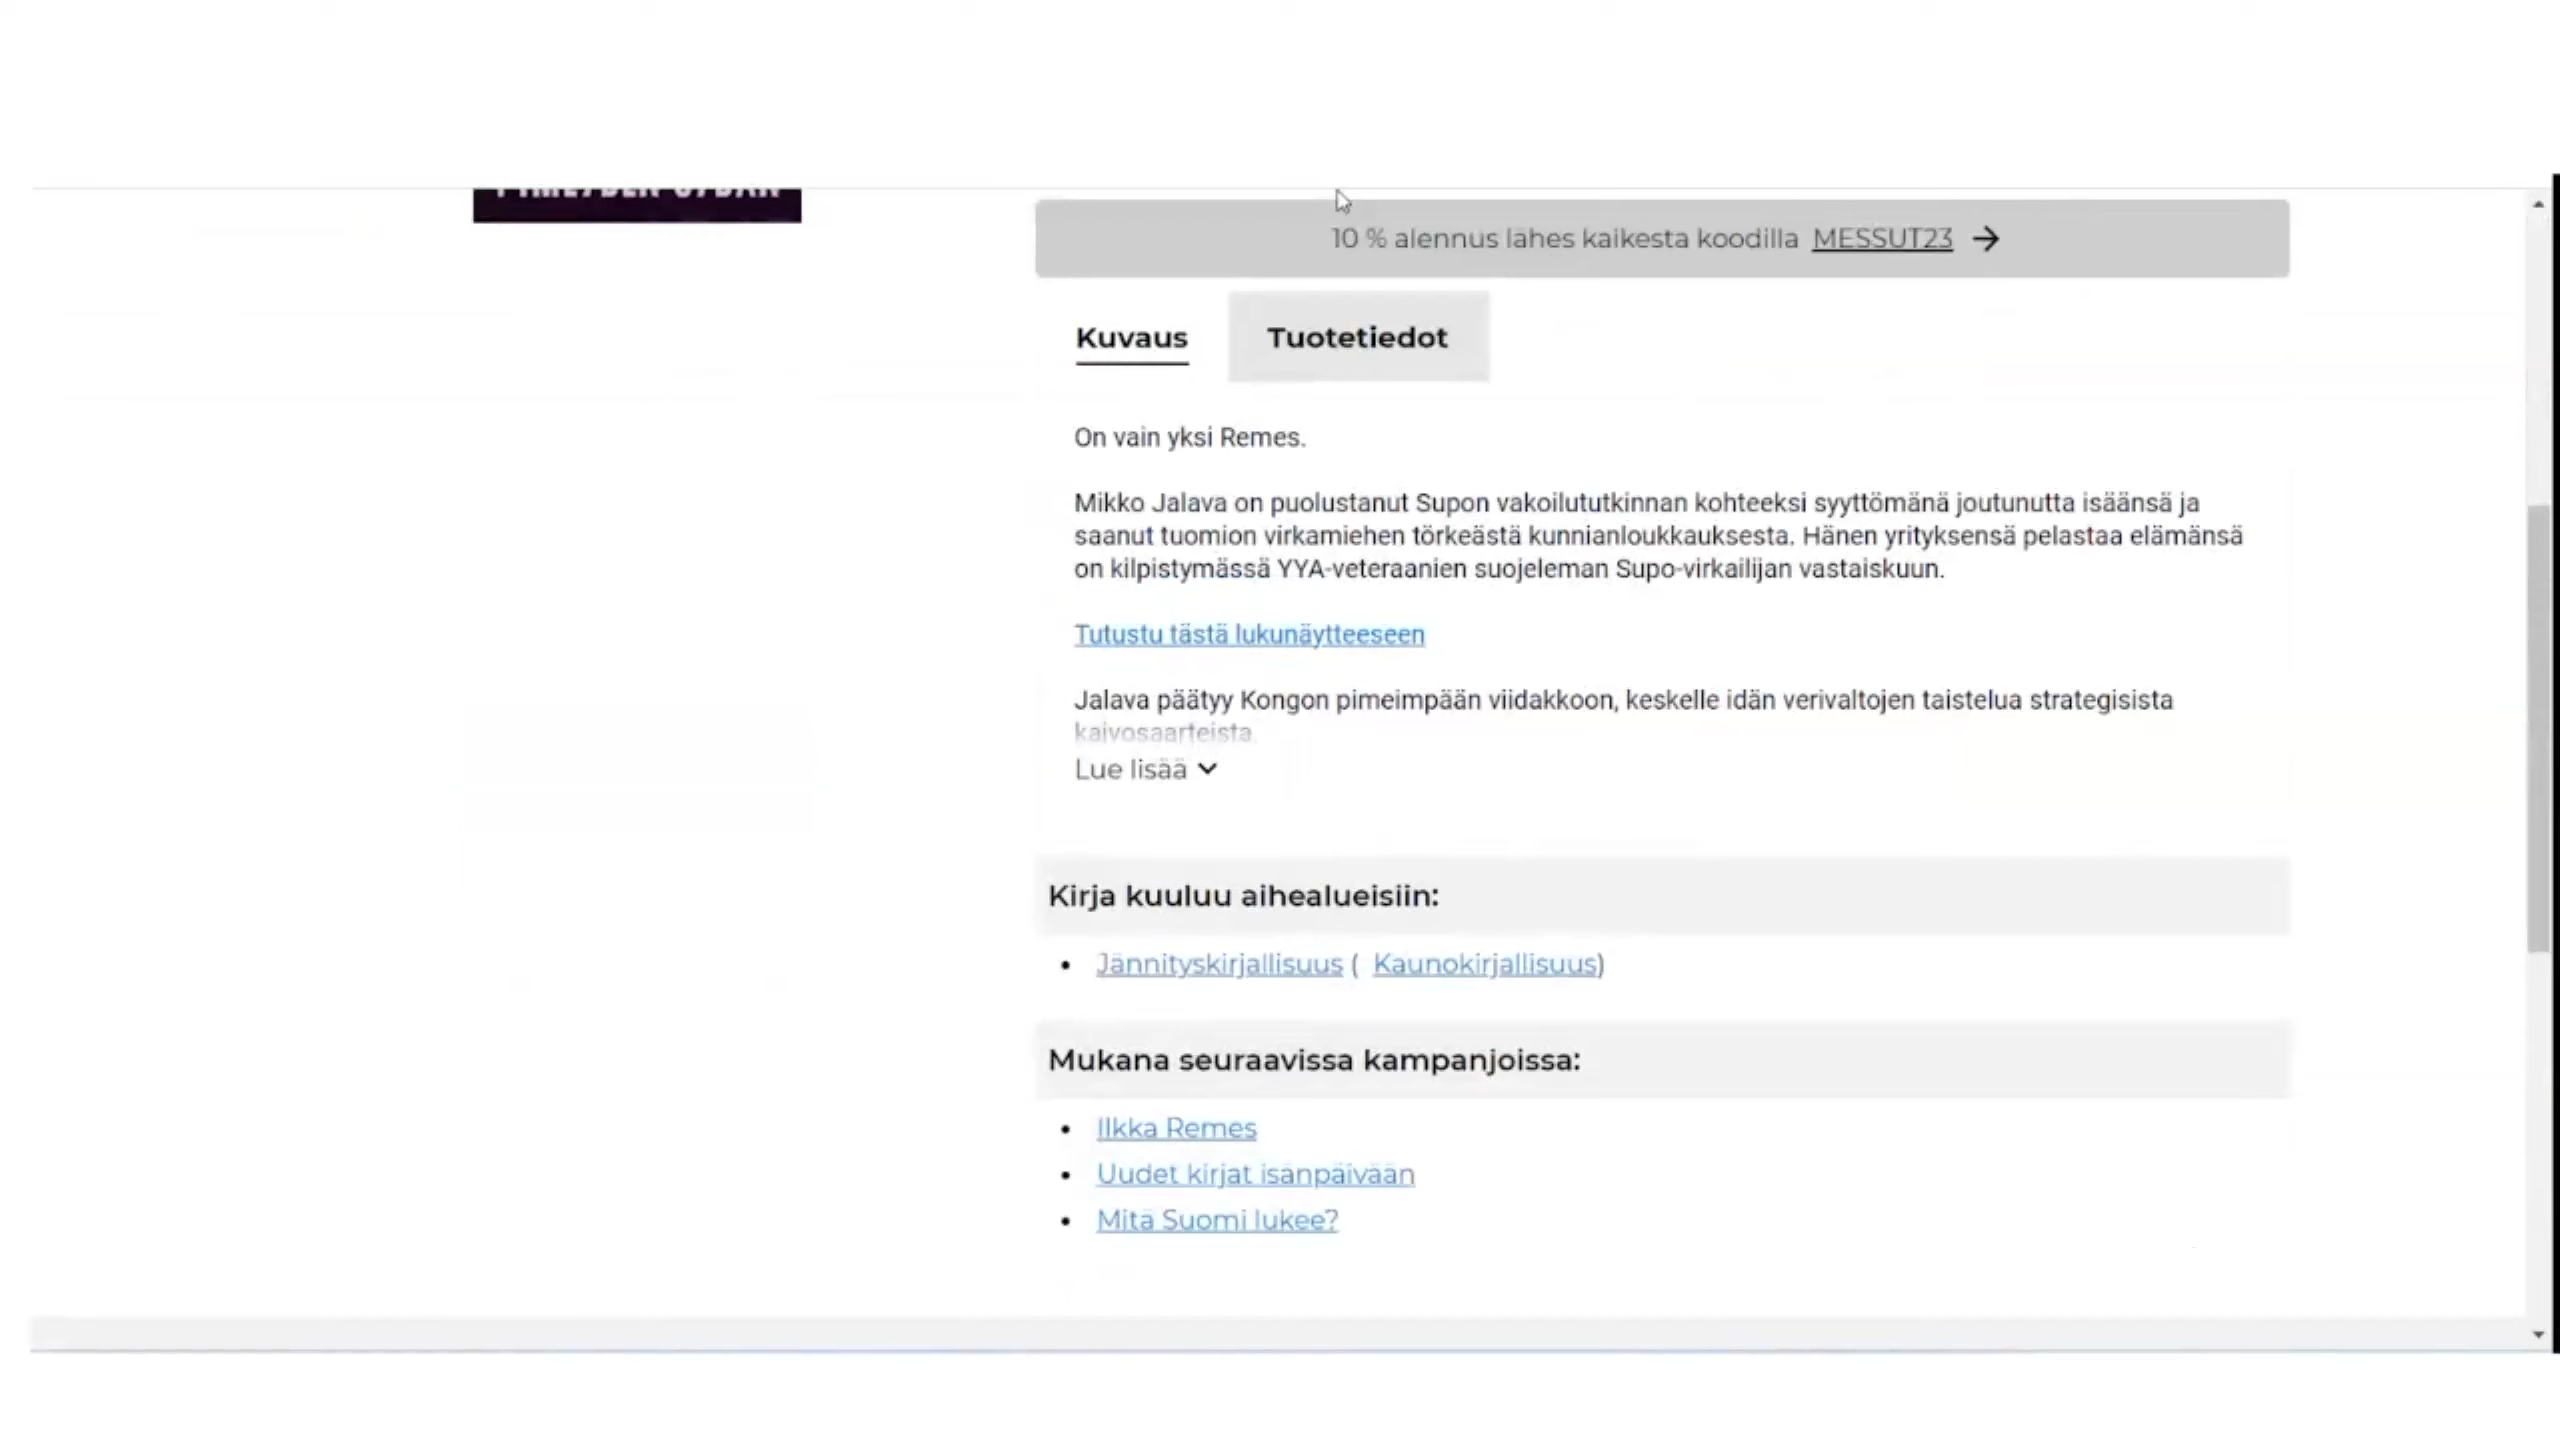 10 % alennus lähes kaikesta koodilla MESSUT23 →
Kuvaus
Tuotetiedot
On vain yksi Remes.
Mikko Jalava on puolustanut Supon vakoilututkinnan kohteeksi syyttömänä joutunutta isäänsä ja
saanut tuomion virkamiehen törkeästä kunnianloukkauksesta. Hänen yrityksensä pelastaa elämänsä
on kilpistymässä YYA-veteraanien suojeleman Supo-virkailijan vastaiskuun.
Tutustu tästä lukunäytteeseen
Jalava päätyy Kongon pimeimpään viidakkoon, keskelle idän verivaltojen taistelua strategisista
kaivosaarteista.
Lue lisää
Kirja kuuluu aihealueisiin:
• Jännityskirjallisuus ( Kaunokirjallisuus)
Mukana seuraavissa kampanjoissa:
• Ilkka Remes
• Uudet kirjat isänpäivään
• Mitä Suomi lukee?